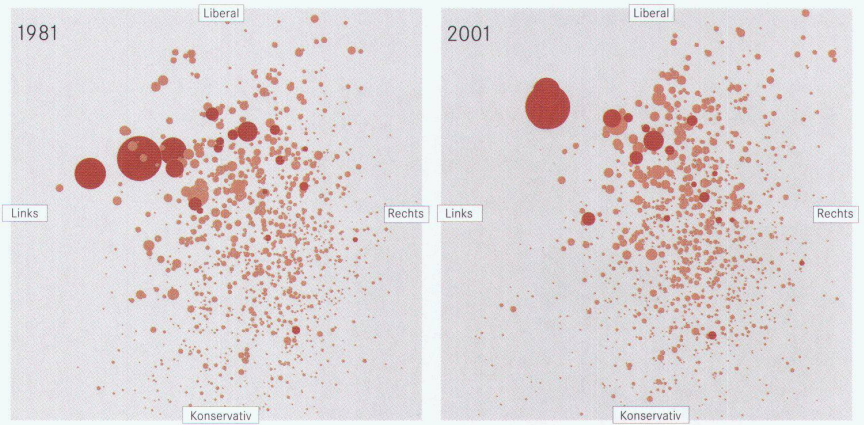 Liberal
1981
Links
Rechts
Konservativ
Liberal
2001
Links
Rechts
Konservativ